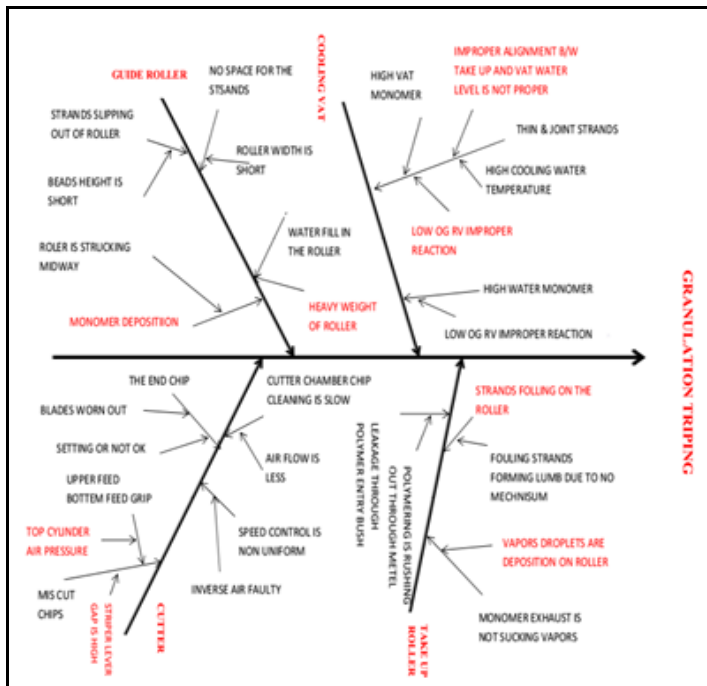 GUIDE ROLLER
NO SPACE FOR THE
STSANDS
STRANDS SLIPPING
OUT OF ROLLER
ROLLER WIDTH IS
SHORT
BEADS HEIGHT IS
SHORT
WATER FILL IN
THE ROLLER
ROLER IS STRUCKING
MIDWAY
MONOMER DEPOSITIION
HEAVY WEIGHT
OF ROLLER
COOLING VAT
HIGH VAT
MONOMER
IMPROPER ALIGNMENT B/W
TAKE UP AND VAT WATER
LEVEL IS NOT PROPER
THIN & JOINT STRANDS
HIGH COOLING WATER
TEMPERATURE
LOW OG RV IMPROPER
REACTION
HIGH WATER MONOMER
LOW OG RV IMPROPER REACTION
GRANULATION TRIPING
THE END CHIP
CUTTER CHAMBER CHIP
CLEANING IS SLOW
BLADES WORN OUT
SETTING OR NOT OK
AIR FLOW IS
LESS
UPPER FEED
BOTTEM FEED GRIP
TOP CYLINDER
AIR PRESSURE
SPEED CONTROL IS
NON UNIFORM
INVERSE AIR FAULTY
MIS CUT
CHIPS
STRIPER LEVER
GAP IS HIGH
CUTTER
STRANDS FOLLING ON THE
ROLLER
LEAKAGE THROUGH
POLYMER ENTRY BUSH
POLYMERING IS RUSHING
OUT THROUGH METEL
FOULING STRANDS
FORMING LUMB DUE TO NO
MECHNISUM
VAPORS DROPLETS ARE
DEPOSITION ON ROLLER
MONOMER EXHAUST IS
NOT SUCKING VAPORS
TAKE UP
ROLLER